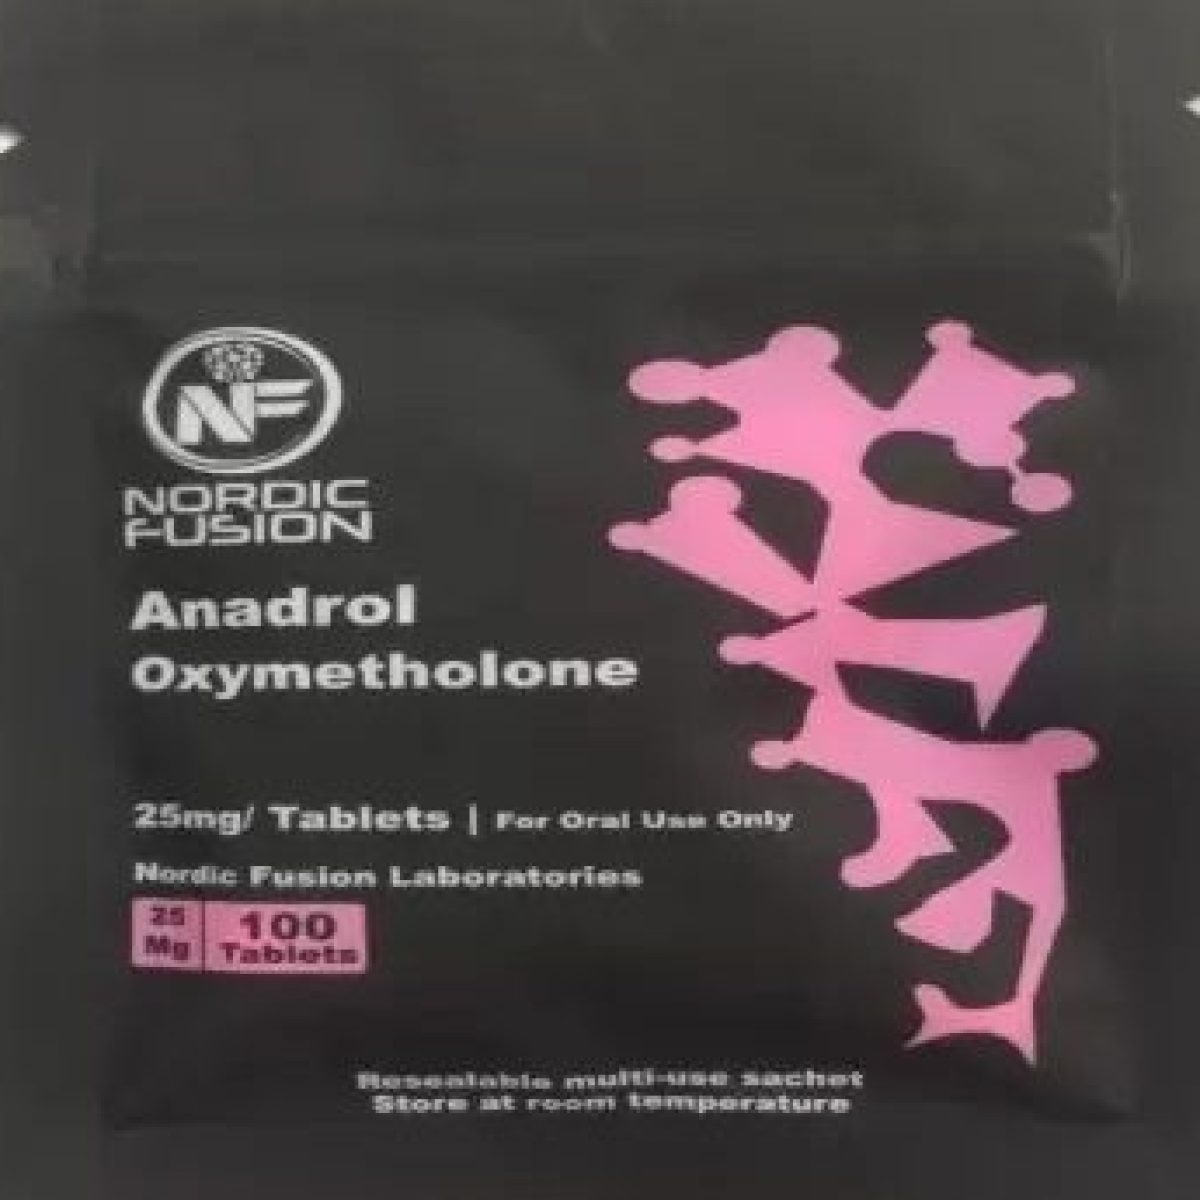 NF
NORDIC
FUSION
Anadrol
Oxymetholone
25mg/ Tablets | For Oral Use Only
Nordic Fusion Laboratories
25 Mg
100 Tablets
Resealable multi-use sachet
Store at room temperature